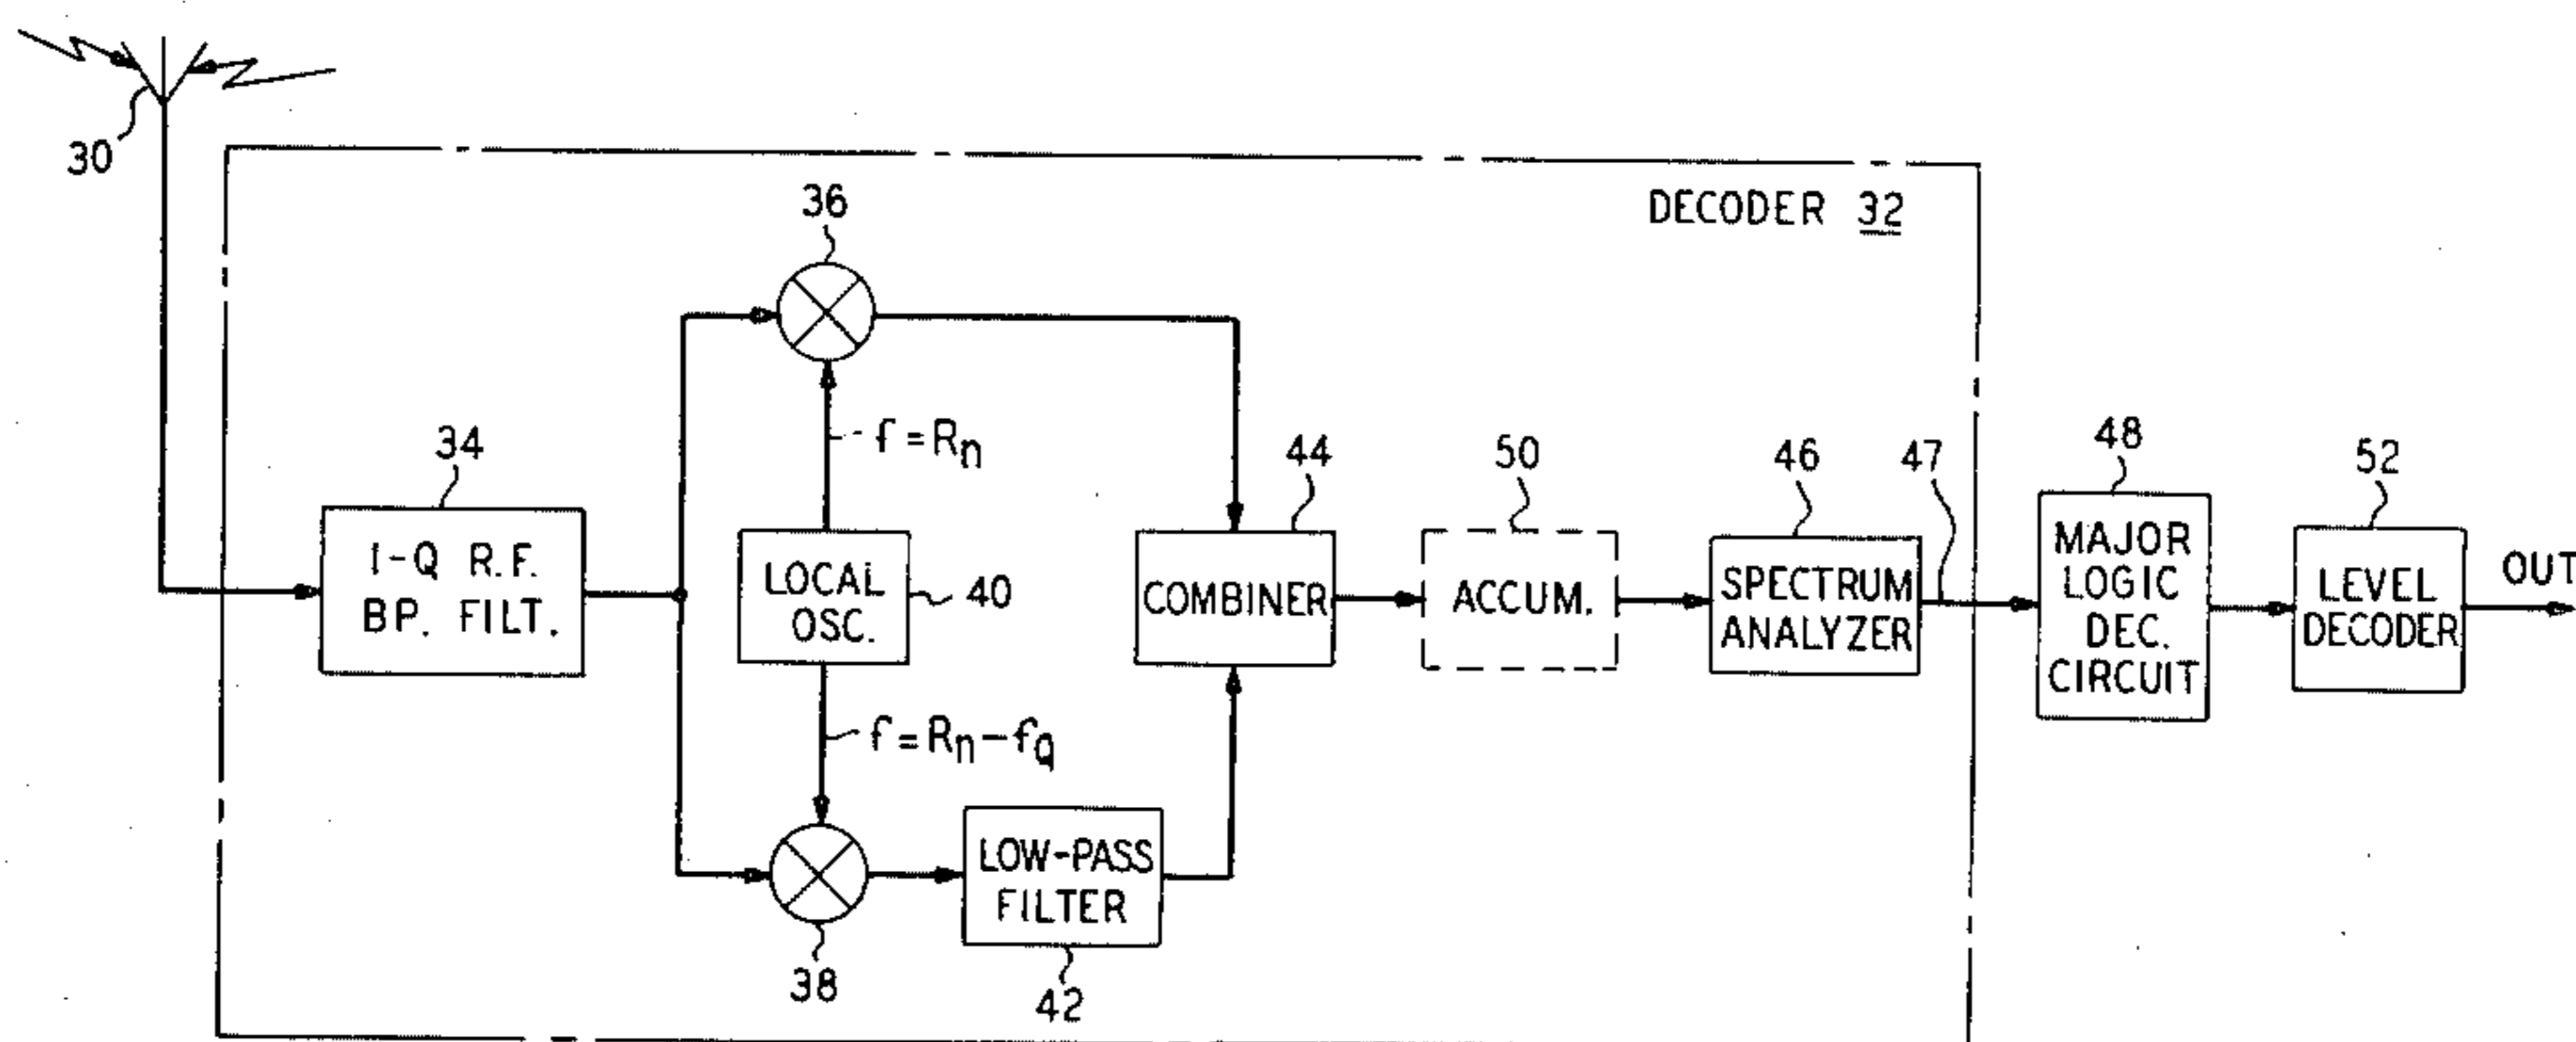 30
DECODER 32
36
f = Rn
34
I-Q R.F.
BP. FILT.
LOCAL
OSC.
40
f = Rn - fQ
38
LOW-PASS
FILTER
42
44
COMBINER
50
ACCUM.
46
SPECTRUM
ANALYZER
47
48
MAJOR
LOGIC
DEC.
CIRCUIT
52
LEVEL
DECODER
OUT